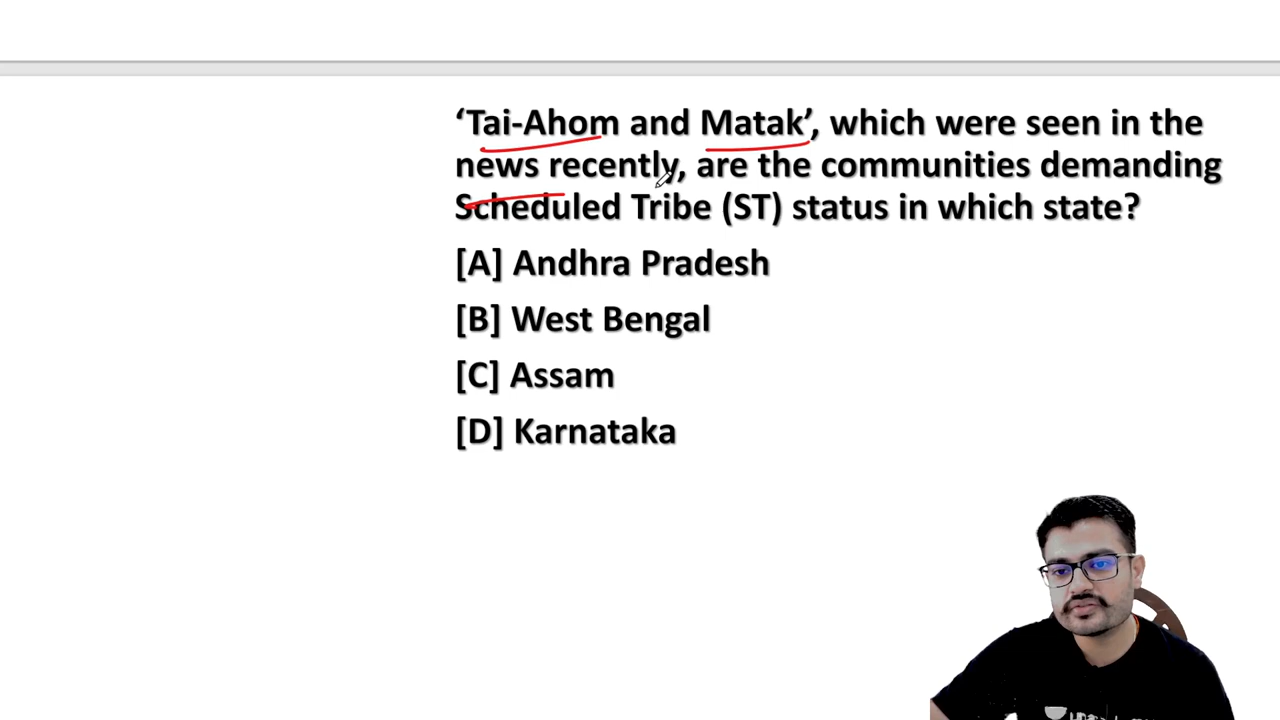 ‘Tai-Ahom and Matak’, which were seen in the
news recently, are the communities demanding
Scheduled Tribe (ST) status in which state?
[A] Andhra Pradesh
[B] West Bengal
[C] Assam
[D] Karnataka